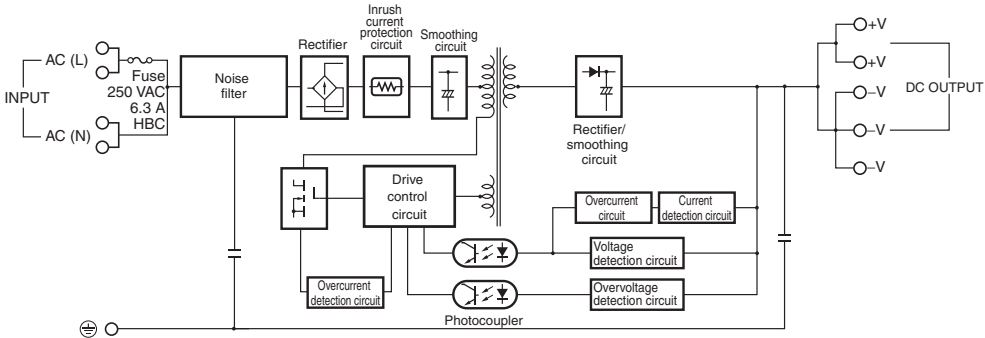 INPUT
AC (L)
AC (N)
Fuse
250 VAC
6.3 A
HBC
Noise
filter
Rectifier
Inrush
current
protection
circuit
Smoothing
circuit
Rectifier/
smoothing
circuit
+V
+V
–V
–V
–V
DC OUTPUT
Drive
control
circuit
Overcurrent
circuit
Current
detection circuit
Voltage
detection circuit
Overcurrent
detection circuit
Overvoltage
detection circuit
Photocoupler